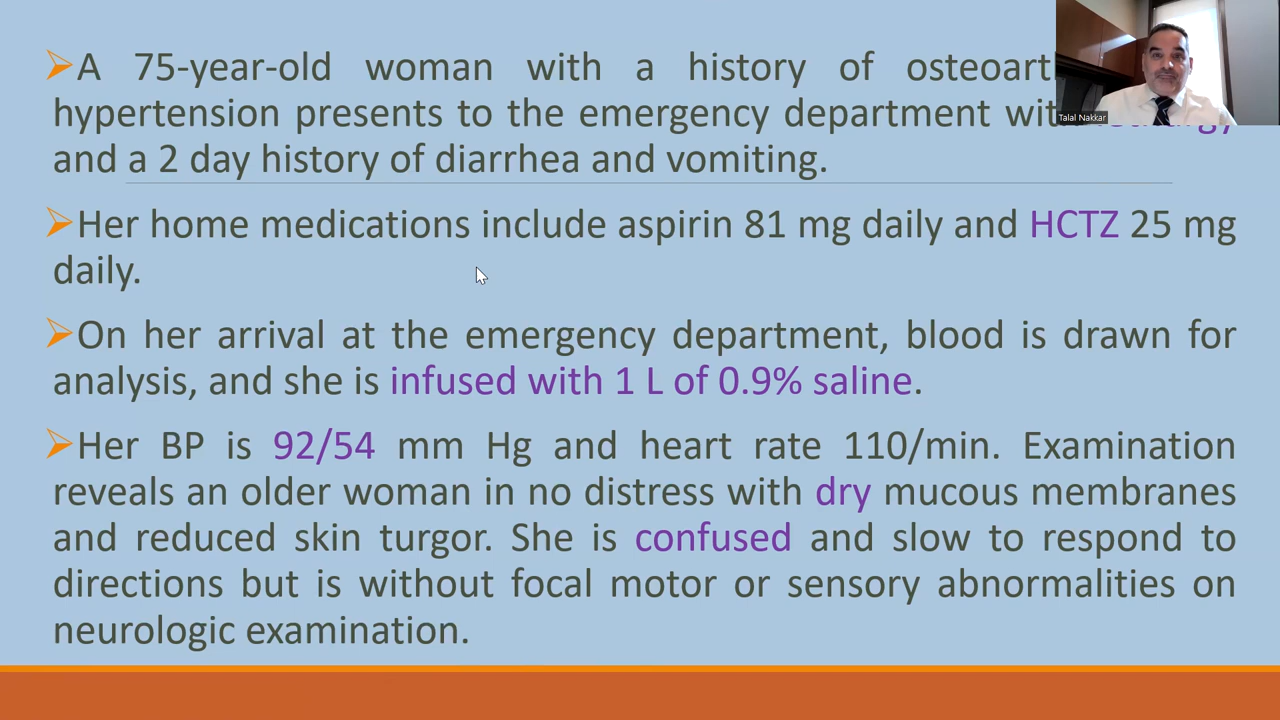 A 75-year-old woman with a history of
hypertension presents to the emergency department
and a 2 day history of diarrhea and vomiting.
Her home medications include aspirin 81 mg daily and HCTZ 25 mg
daily.
On her arrival at the emergency department, blood is drawn for
analysis, and she is infused with 1 L of 0.9% saline.
Her BP is 92/54 mm Hg and heart rate 110/min. Examination
reveals an older woman in no distress with dry mucous membranes
and reduced skin turgor. She is confused and slow to respond to
directions but is without focal motor or sensory abnormalities on
neurologic examination.
Talal Nakkar